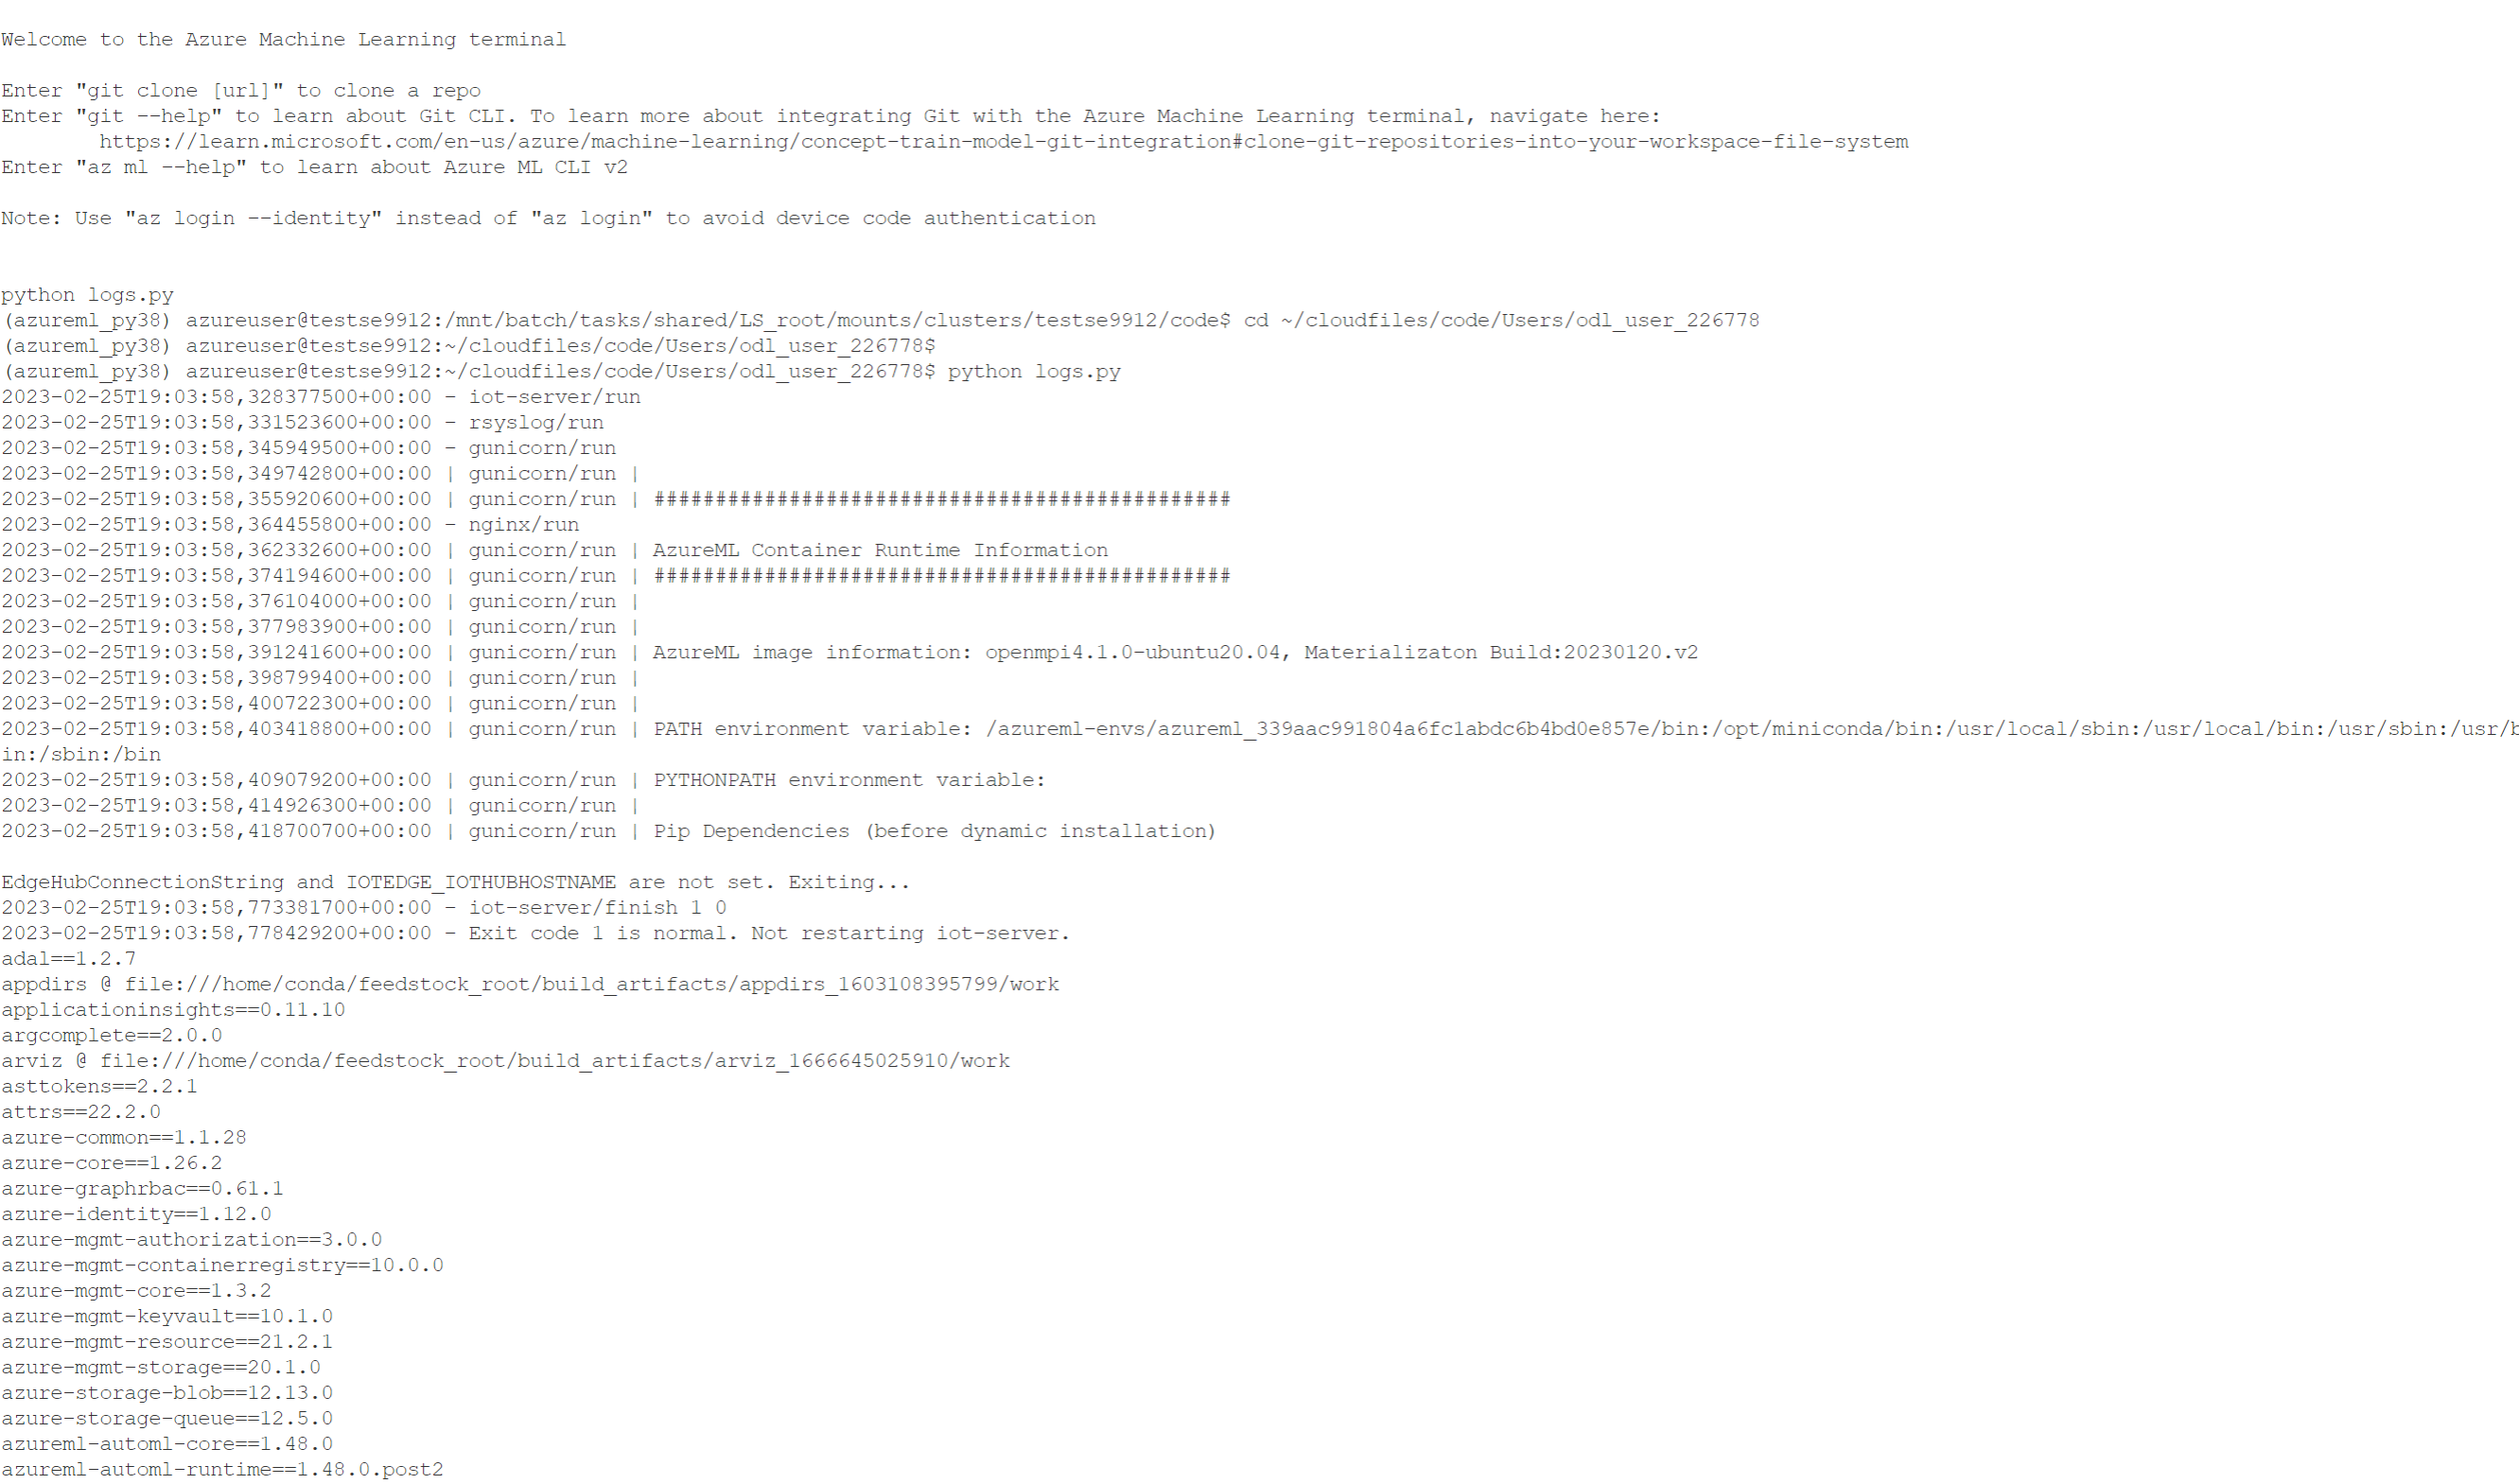 Welcome to the Azure Machine Learning terminal
Enter "git clone [url]" to clone a repo
Enter "git --help" to learn about Git CLI. To learn more about integrating Git with the Azure Machine Learning terminal, navigate here:
https://learn.microsoft.com/en-us/azure/machine-learning/concept-train-model-git-integration#clone-git-repositories-into-your-workspace-file-system
Enter "az ml --help" to learn about Azure ML CLI v2
Note: Use "az login --identity" instead of "az login" to avoid device code authentication
python logs.py
(azureml_py38) azureuser@testse9912:/mnt/batch/tasks/shared/LS_root/mounts/clusters/testse9912/code$ cd ~/cloudfiles/code/Users/odl_user_226778
(azureml_py38) azureuser@testse9912:~/cloudfiles/code/Users/odl_user_226778$
(azureml_py38) azureuser@testse9912:~/cloudfiles/code/Users/odl_user_226778$ python logs.py
2023-02-25T19:03:58,328377500+00:00 - iot-server/run
2023-02-25T19:03:58,331523600+00:00 - rsyslog/run
2023-02-25T19:03:58,345949500+00:00 - gunicorn/run
2023-02-25T19:03:58,349742800+00:00 | gunicorn/run |
2023-02-25T19:03:58,355920600+00:00 | gunicorn/run | ###############################################
2023-02-25T19:03:58,364455800+00:00 - nginx/run
2023-02-25T19:03:58,362332600+00:00 | gunicorn/run | AzureML Container Runtime Information
2023-02-25T19:03:58,374194600+00:00 | gunicorn/run | ###############################################
2023-02-25T19:03:58,376104000+00:00 | gunicorn/run |
2023-02-25T19:03:58,377983900+00:00 | gunicorn/run |
2023-02-25T19:03:58,391241600+00:00 | gunicorn/run | AzureML image information: openmpi4.1.0-ubuntu20.04, Materializaton Build:20230120.v2
2023-02-25T19:03:58,398799400+00:00 | gunicorn/run |
2023-02-25T19:03:58,400722300+00:00 | gunicorn/run |
2023-02-25T19:03:58,403418800+00:00 | gunicorn/run | PATH environment variable: /azureml-envs/azureml_339aac991804a6fc1abdc6b4bd0e857e/bin:/opt/miniconda/bin:/usr/local/sbin:/usr/local/bin:/usr/sbin:/usr/b
in:/sbin:/bin
2023-02-25T19:03:58,409079200+00:00 | gunicorn/run | PYTHONPATH environment variable:
2023-02-25T19:03:58,414926300+00:00 | gunicorn/run |
2023-02-25T19:03:58,418700700+00:00 | gunicorn/run | Pip Dependencies (before dynamic installation)
EdgeHubConnectionString and IOTEDGE_IOTHUBHOSTNAME are not set. Exiting...
2023-02-25T19:03:58,773381700+00:00 - iot-server/finish 1 0
2023-02-25T19:03:58,778429200+00:00 - Exit code 1 is normal. Not restarting iot-server.
adal==1.2.7
appdirs @ file:///home/conda/feedstock_root/build_artifacts/appdirs_1603108395799/work
applicationinsights==0.11.10
argcomplete==2.0.0
arviz @ file:///home/conda/feedstock_root/build_artifacts/arviz_1666645025910/work
asttokens==2.2.1
attrs==22.2.0
azure-common==1.1.28
azure-core==1.26.2
azure-graphrbac==0.61.1
azure-identity==1.12.0
azure-mgmt-authorization==3.0.0
azure-mgmt-containerregistry==10.0.0
azure-mgmt-core==1.3.2
azure-mgmt-keyvault==10.1.0
azure-mgmt-resource==21.2.1
azure-mgmt-storage==20.1.0
azure-storage-blob==12.13.0
azure-storage-queue==12.5.0
azureml-automl-core==1.48.0
azureml-automl-runtime==1.48.0.post2